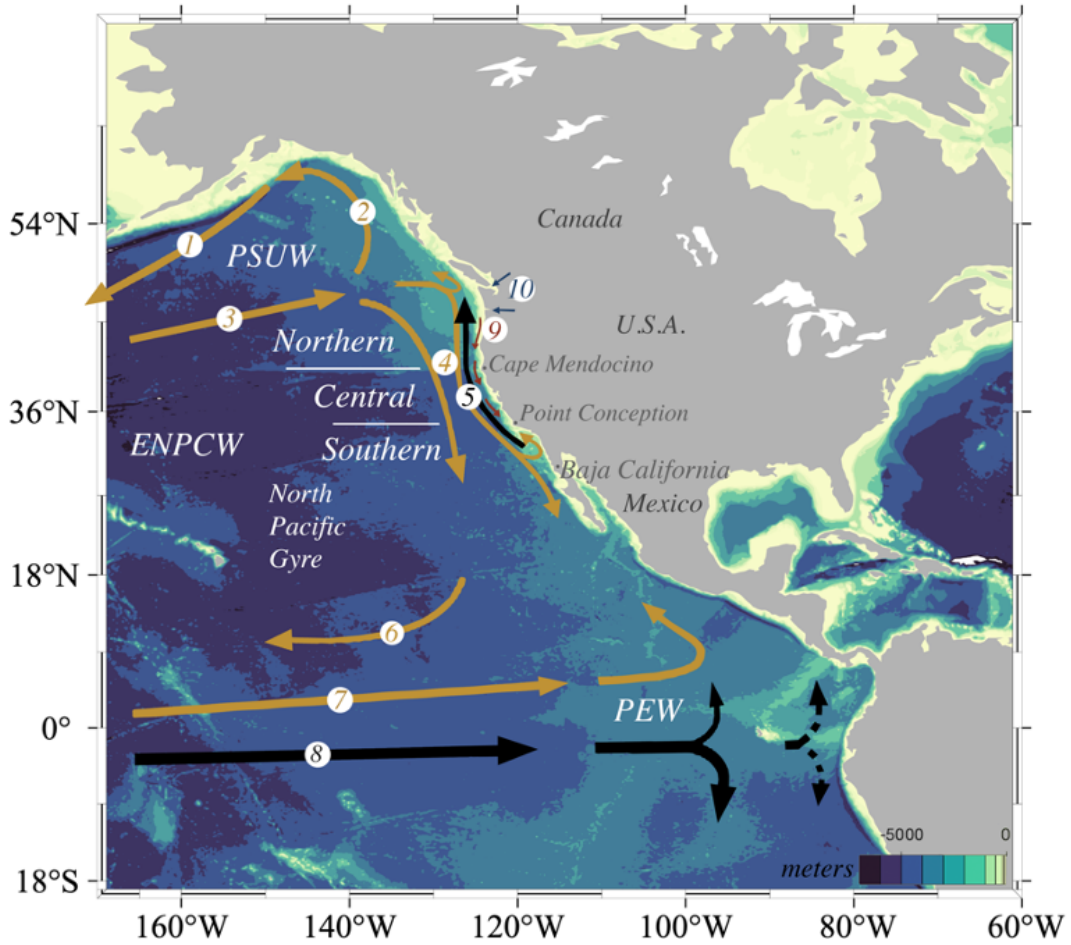 54°N
36°N
18°N
0°
18°S
160°W
140°W
120°W
100°W
80°W
60°W
Canada
U.S.A.
Cape Mendocino
Point Conception
Baja California
Mexico
PSUW
Northern
Central
Southern
ENPCW
North
Pacific
Gyre
PEW
1
2
3
4
5
6
7
8
9
10
-5000
0
meters